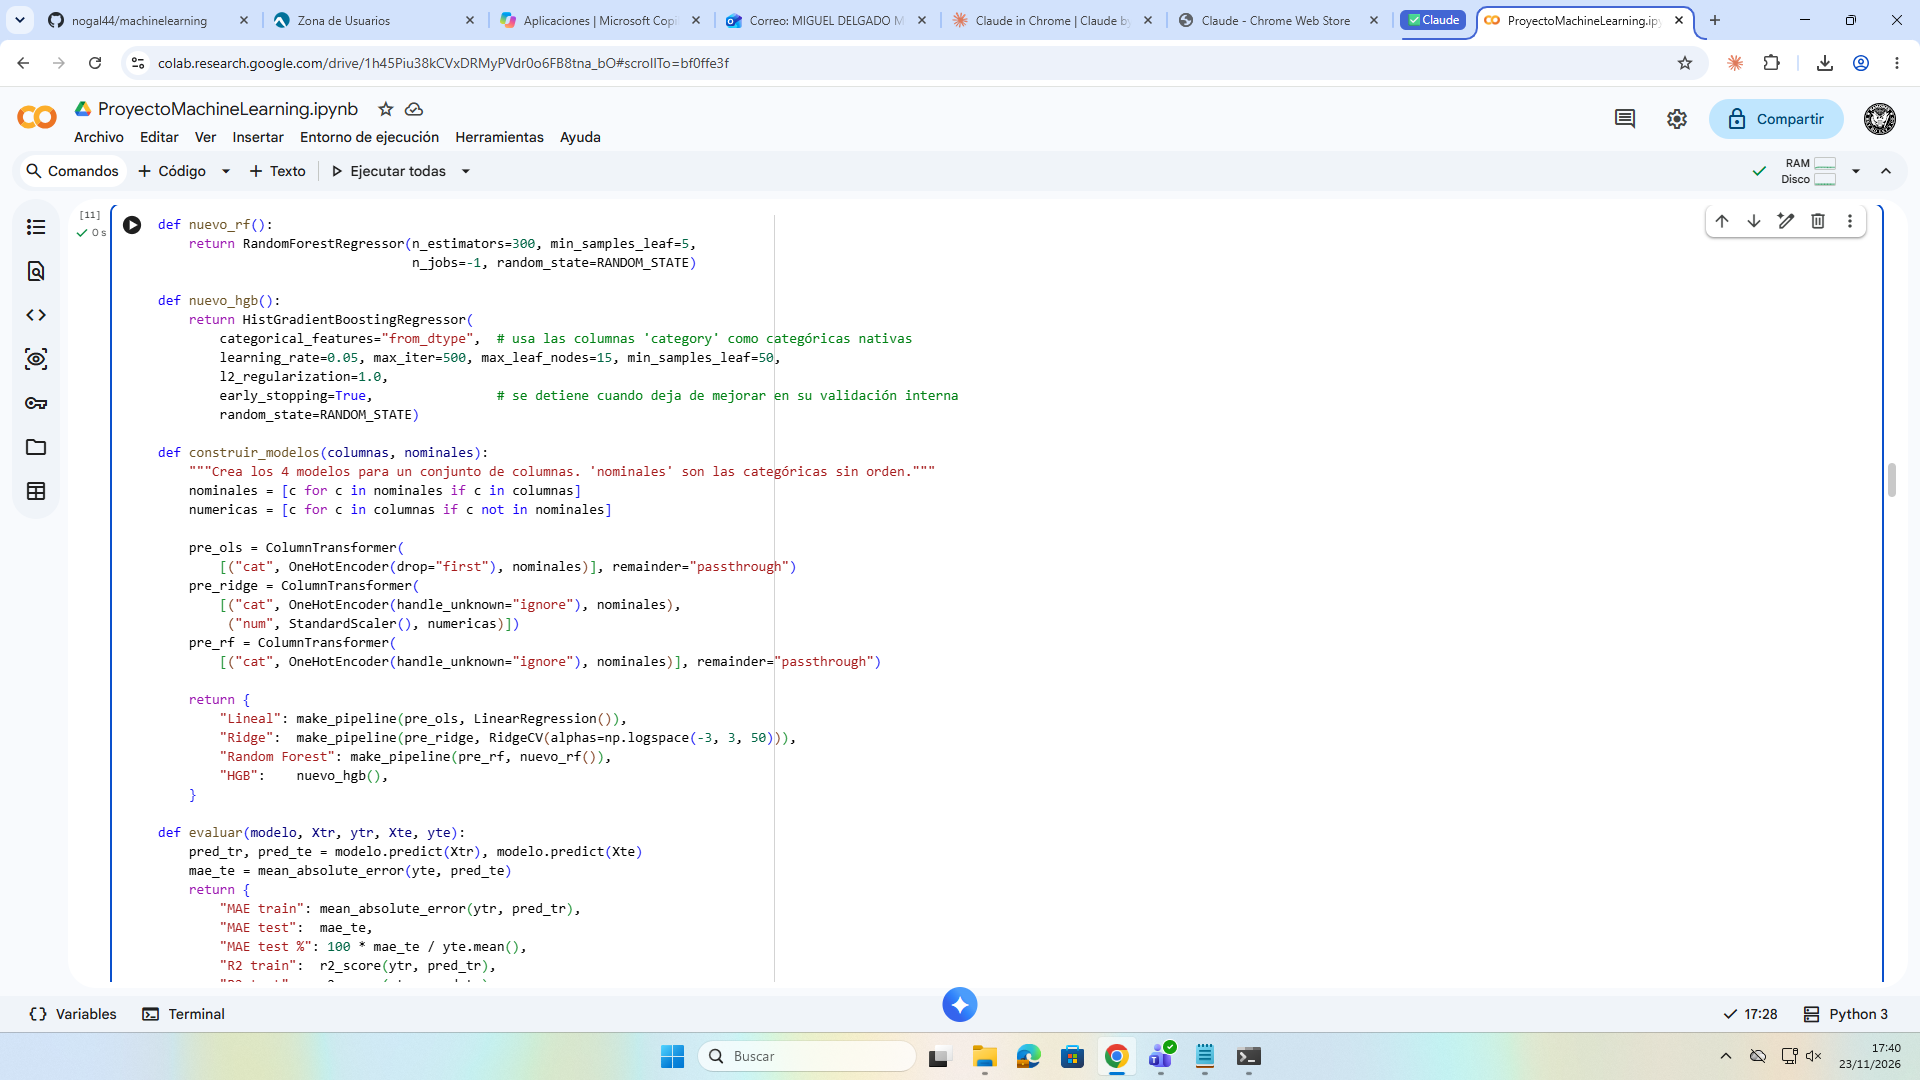 nogal44/machinelearning
Zona de Usuarios
Aplicaciones | Microsoft Copi
Correo: MIGUEL DELGADO M
Claude in Chrome | Claude by
Claude - Chrome Web Store
Claude
ProyectoMachineLearning.ipy
colab.research.google.com/drive/1h45Piu38kCVxDRMyPVdr0o6FB8tna_bO#scrollTo=bf0ffe3f
ProyectoMachineLearning.ipynb
Archivo Editar Ver Insertar Entorno de ejecución Herramientas Ayuda
Compartir
Comandos + Código + Texto Ejecutar todas
RAM
Disco
[11]
0 s
def nuevo_rf():
    return RandomForestRegressor(n_estimators=300, min_samples_leaf=5,
                                 n_jobs=-1, random_state=RANDOM_STATE)
def nuevo_hgb():
    return HistGradientBoostingRegressor(
        categorical_features="from_dtype",  # usa las columnas 'category' como categóricas nativas
        learning_rate=0.05, max_iter=500, max_leaf_nodes=15, min_samples_leaf=50,
        l2_regularization=1.0,
        early_stopping=True,                # se detiene cuando deja de mejorar en su validación interna
        random_state=RANDOM_STATE)
def construir_modelos(columnas, nominales):
    """Crea los 4 modelos para un conjunto de columnas. 'nominales' son las categóricas sin orden."""
    nominales = [c for c in nominales if c in columnas]
    numericas = [c for c in columnas if c not in nominales]
    pre_ols = ColumnTransformer(
        [("cat", OneHotEncoder(drop="first"), nominales)], remainder="passthrough")
    pre_ridge = ColumnTransformer(
        [("cat", OneHotEncoder(handle_unknown="ignore"), nominales),
         ("num", StandardScaler(), numericas)])
    pre_rf = ColumnTransformer(
        [("cat", OneHotEncoder(handle_unknown="ignore"), nominales)], remainder="passthrough")
    return {
        "Lineal": make_pipeline(pre_ols, LinearRegression()),
        "Ridge":  make_pipeline(pre_ridge, RidgeCV(alphas=np.logspace(-3, 3, 50))),
        "Random Forest": make_pipeline(pre_rf, nuevo_rf()),
        "HGB":    nuevo_hgb(),
    }
def evaluar(modelo, Xtr, ytr, Xte, yte):
    pred_tr, pred_te = modelo.predict(Xtr), modelo.predict(Xte)
    mae_te = mean_absolute_error(yte, pred_te)
    return {
        "MAE train": mean_absolute_error(ytr, pred_tr),
        "MAE test":  mae_te,
        "MAE test %": 100 * mae_te / yte.mean(),
        "R2 train":  r2_score(ytr, pred_tr),
Variables Terminal
17:28 Python 3
Buscar
17:40
23/11/2026